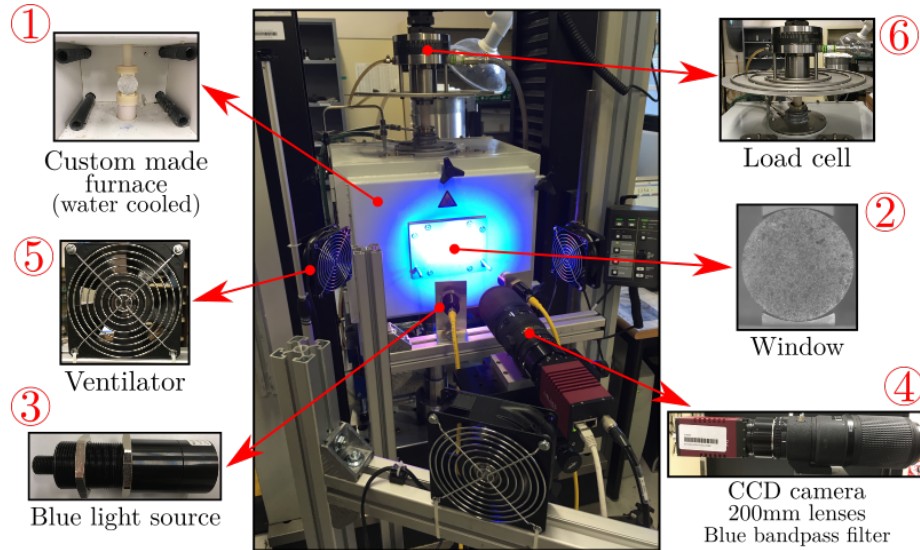 ①
Custom made
furnace
(water cooled)
⑥
Load cell
⑤
Ventilator
②
Window
③
Blue light source
④
CCD camera
200mm lenses
Blue bandpass filter